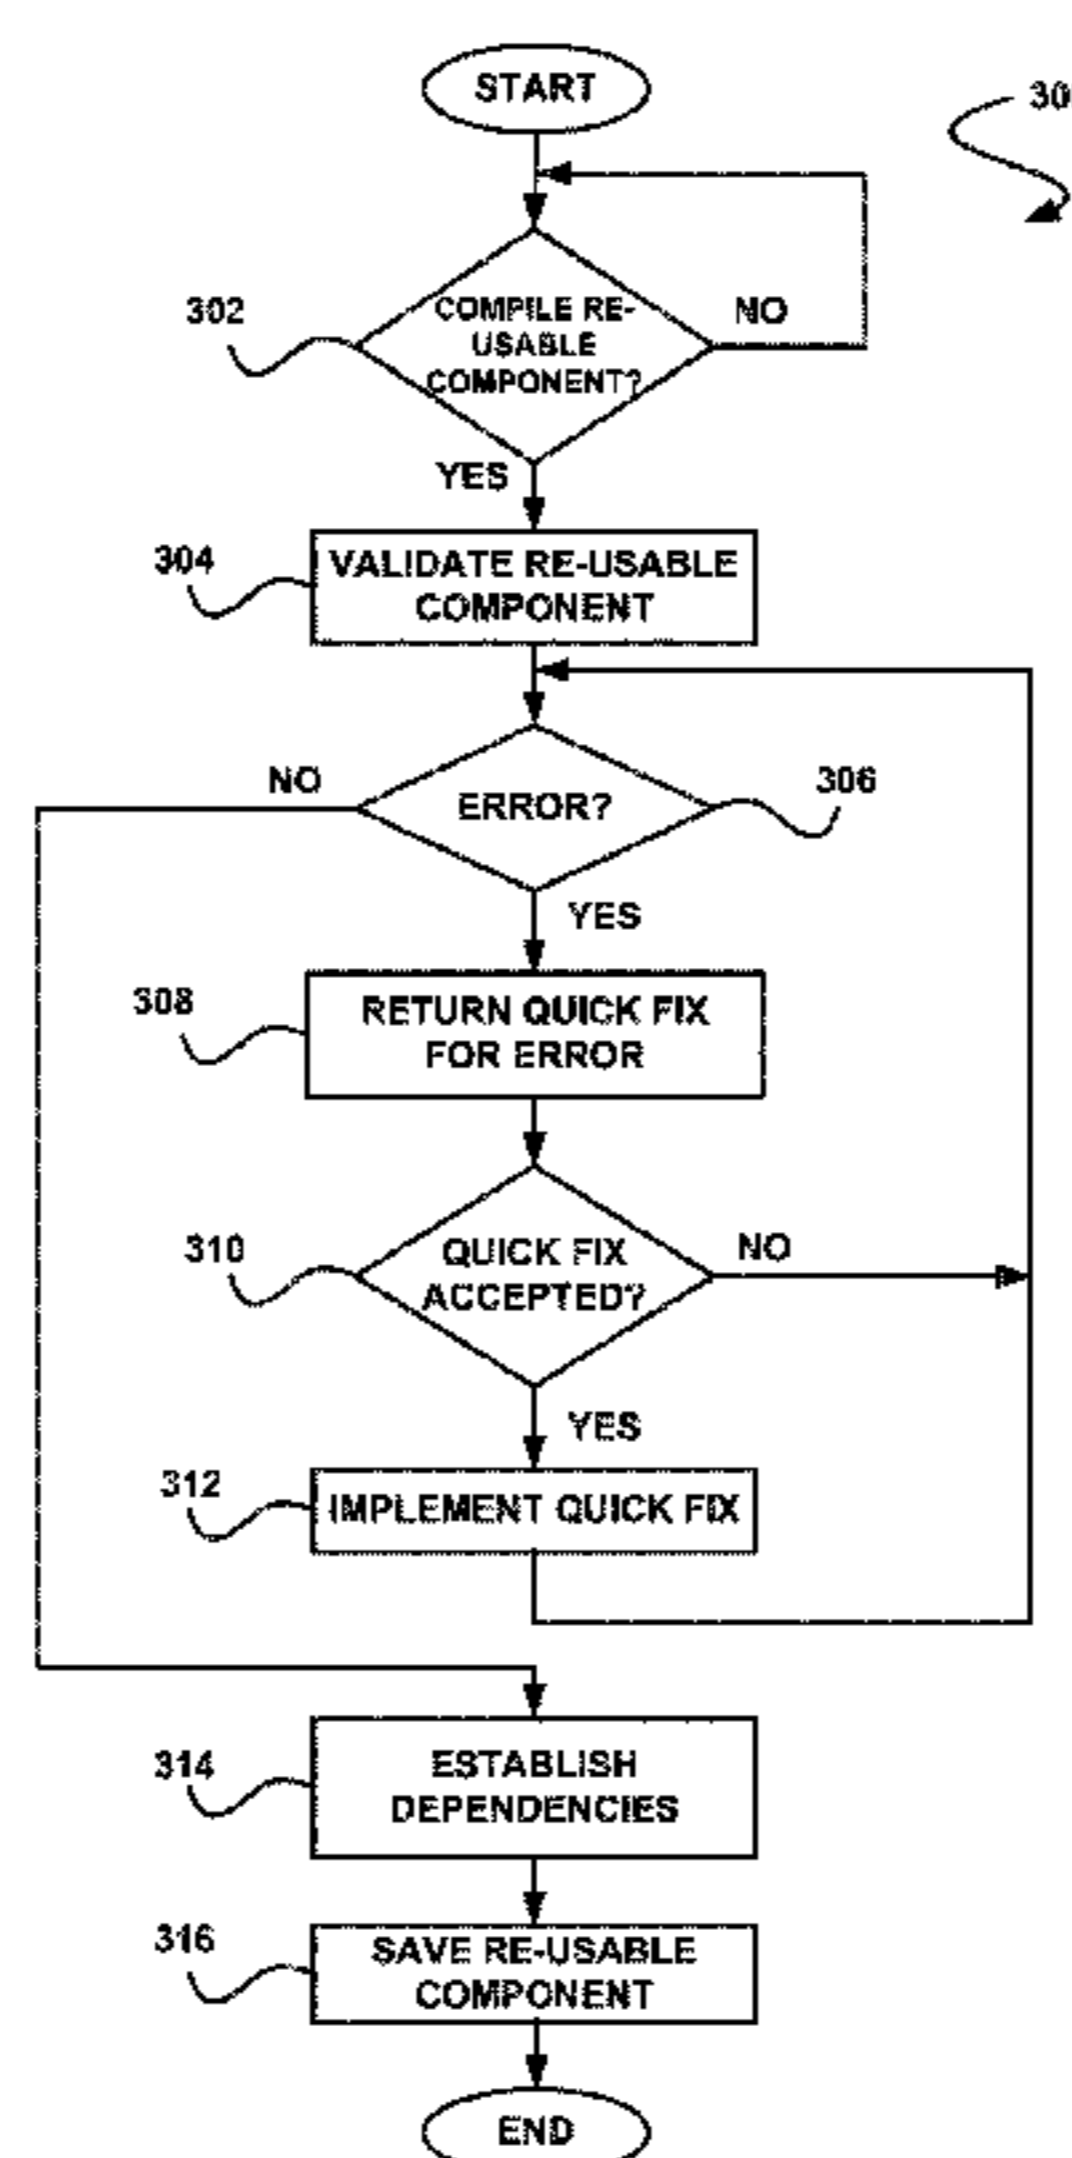 START
30
302
COMPILE RE-
USABLE
COMPONENT?
NO
YES
304
VALIDATE RE-USABLE
COMPONENT
NO
ERROR?
306
YES
308
RETURN QUICK FIX
FOR ERROR
310
QUICK FIX
ACCEPTED?
NO
YES
312
IMPLEMENT QUICK FIX
314
ESTABLISH
DEPENDENCIES
316
SAVE RE-USABLE
COMPONENT
END